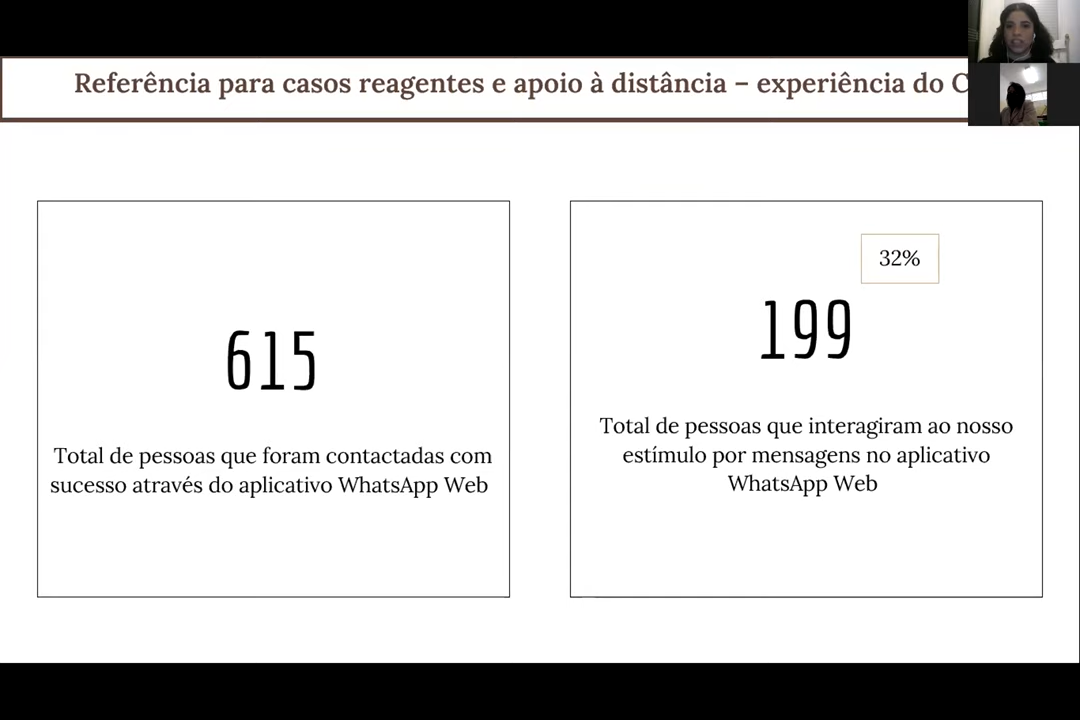 Referência para casos reagentes e apoio à distância – experiência do
615
Total de pessoas que foram contactadas com
sucesso através do aplicativo WhatsApp Web
32%
199
Total de pessoas que interagiram ao nosso
estímulo por mensagens no aplicativo
WhatsApp Web